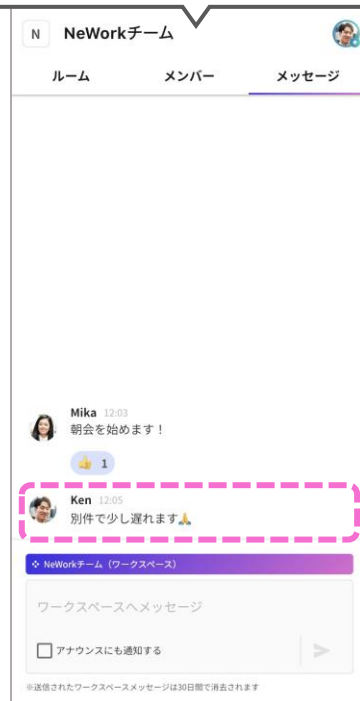 N NeWorkチーム
ルーム メンバー メッセージ
Mika 12:03
朝会を始めます！
👍 1
Ken 12:05
別件で少し遅れます🙏
NeWorkチーム（ワークスペース）
ワークスペースへメッセージ
アナウンスにも通知する
※送信されたワークスペースメッセージは30日間で消去されます